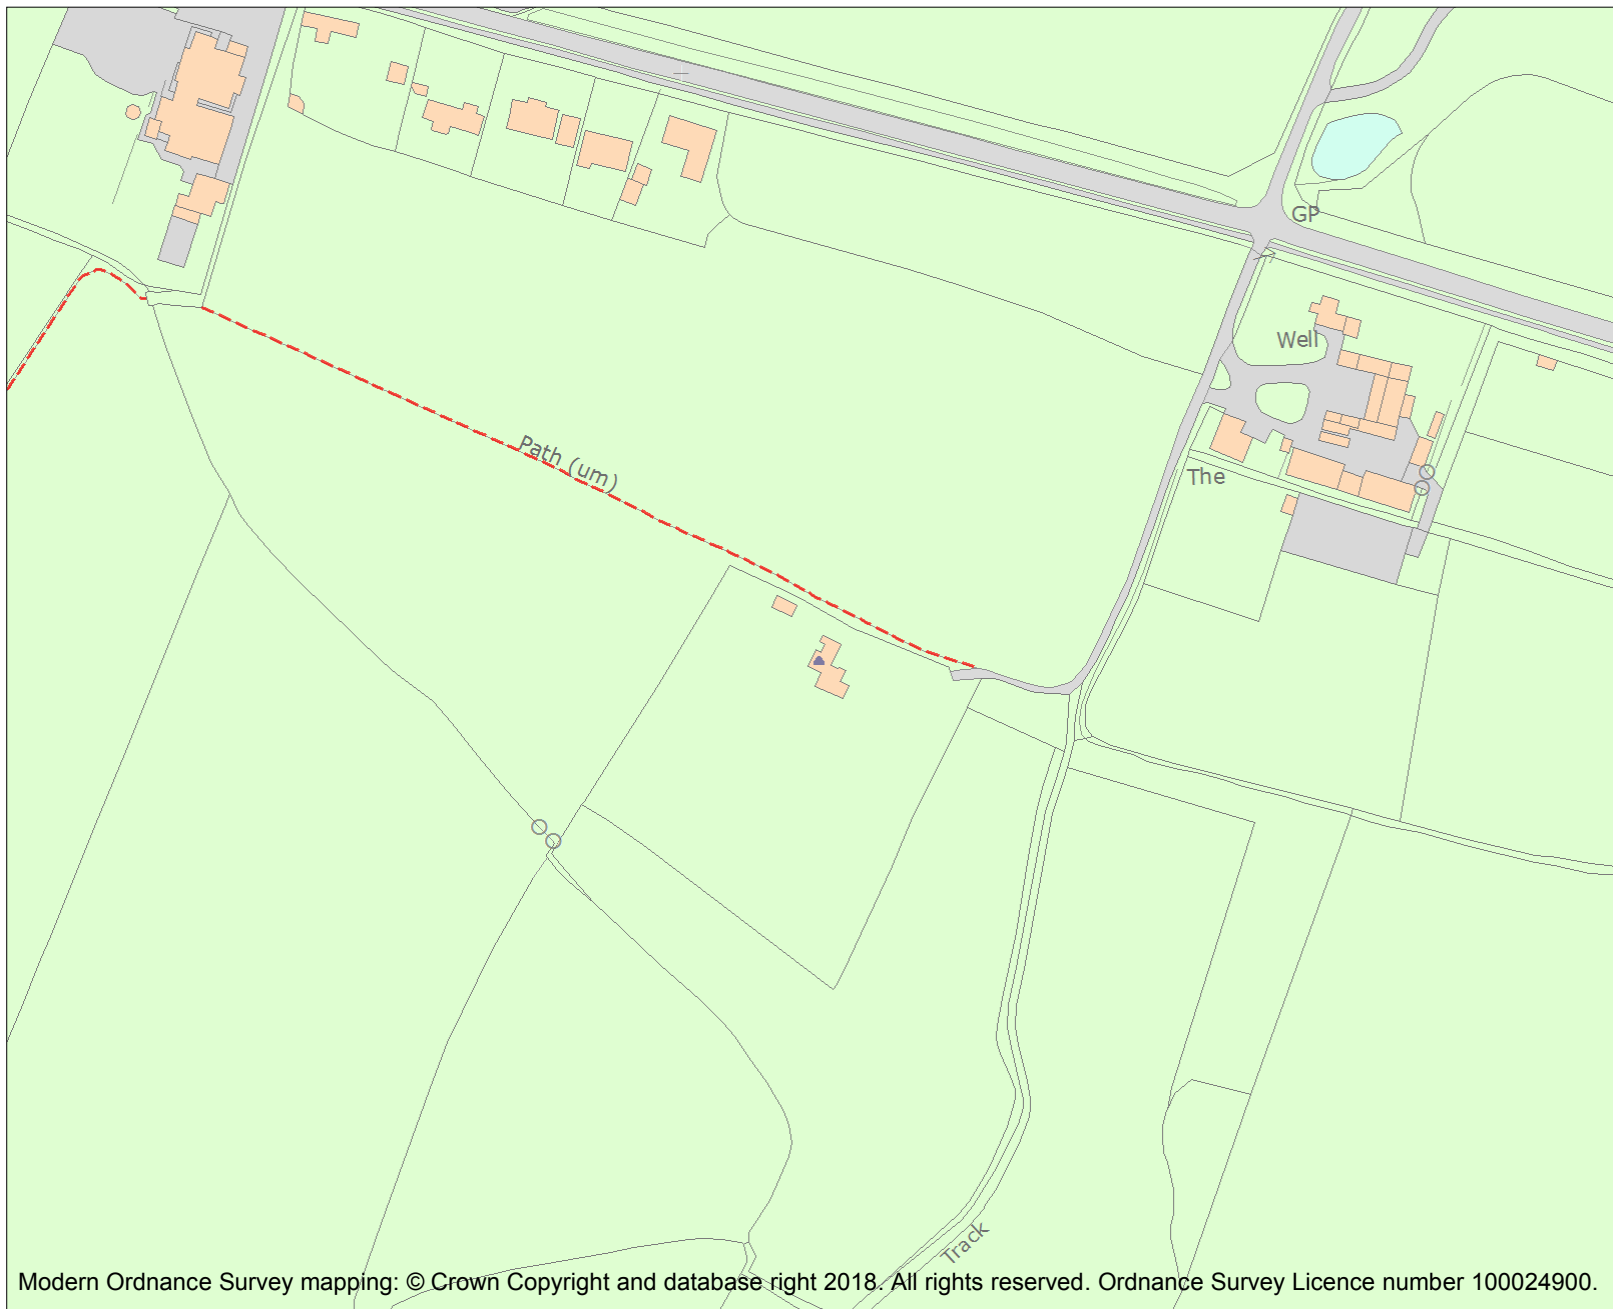 GP
Well
Path (um)
The
Track
Modern Ordnance Survey mapping: © Crown Copyright and database right 2018. All rights reserved. Ordnance Survey Licence number 100024900.